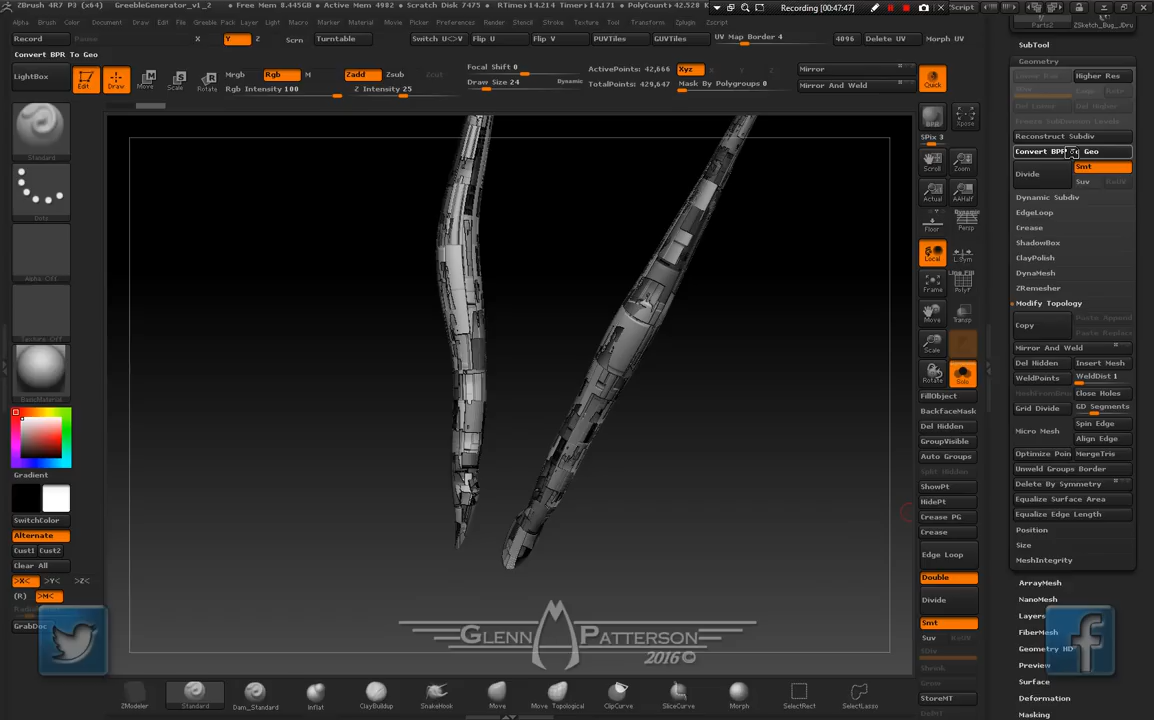 ZBrush 4R7 P3 (x64)
GreebleGenerator_v1_2
• Free Mem 8.445GB • Active Mem 4902 • Scratch Disk 7475 • RTime▸14.214 Timer▸14.171 • PolyCount▸42.528 K
Recording [00:47:47]
Script
Alpha Brush Color Document Draw Edit File Greeble Pack Layer Light Macro Marker Material Movie Picker Preferences Render Stencil Stroke Texture Tool Transform Zplugin Zscript
Parts2
ZSketch_Bug_JDru
Record
X Y Z
Scrn
Turntable
Switch U<>V
Flip U
Flip V
PUVTiles
GUVTiles
UV Map Border 4
4096
Delete UV
Morph UV
SubTool
Convert BPR To Geo
Geometry
LightBox
Edit
Draw
Move
Scale
Rotate
Mrgb
Rgb
M
Rgb Intensity 100
Zadd
Zsub
Z Intensity 25
Focal Shift 0
Draw Size 24
Dynamic
ActivePoints: 42,666
TotalPoints: 429,647
Xyz
Mask By Polygroups 0
Mirror
Mirror And Weld
Quick
Higher Res
Reconstruct Subdiv
Convert BPR To Geo
Divide
Smt
Suv
Dynamic Subdiv
EdgeLoop
Crease
ShadowBox
ClayPolish
DynaMesh
ZRemesher
Modify Topology
Copy
Mirror And Weld
Del Hidden
Insert Mesh
WeldPoints
WeldDist 1
Close Holes
Grid Divide
GD Segments
Micro Mesh
Spin Edge
Align Edge
Optimize Poin
MergeTris
Unweld Groups Border
Delete By Symmetry
Equalize Surface Area
Equalize Edge Length
Position
Size
MeshIntegrity
ArrayMesh
NanoMesh
Layers
FiberMesh
Geometry HD
Preview
Surface
Deformation
Masking
Standard
Dots
Alpha Off
Texture Off
BasicMaterial
Gradient
SwitchColor
Alternate
Cust1 Cust2
Clear All
>X< >Y< >Z<
(R) >M<
GrabDoc
BPR
SPix 3
Xpose
Scroll
Zoom
Actual
AAHalf
Floor
Dynamic
Persp
Local
L.Sym
Line Fill
Frame
PolyF
Move
Transp
Scale
Rotate
Solo
FillObject
BackfaceMask
Del Hidden
GroupVisible
Auto Groups
Split Hidden
ShowPt
HidePt
Crease PG
Crease
Edge Loop
Double
Divide
Smt
Suv
StoreMT
GLENN PATTERSON
2016©
ZModeler
Standard
Dam_Standard
Inflat
ClayBuildup
SnakeHook
Move
Move Topological
ClipCurve
SliceCurve
Morph
SelectRect
SelectLasso